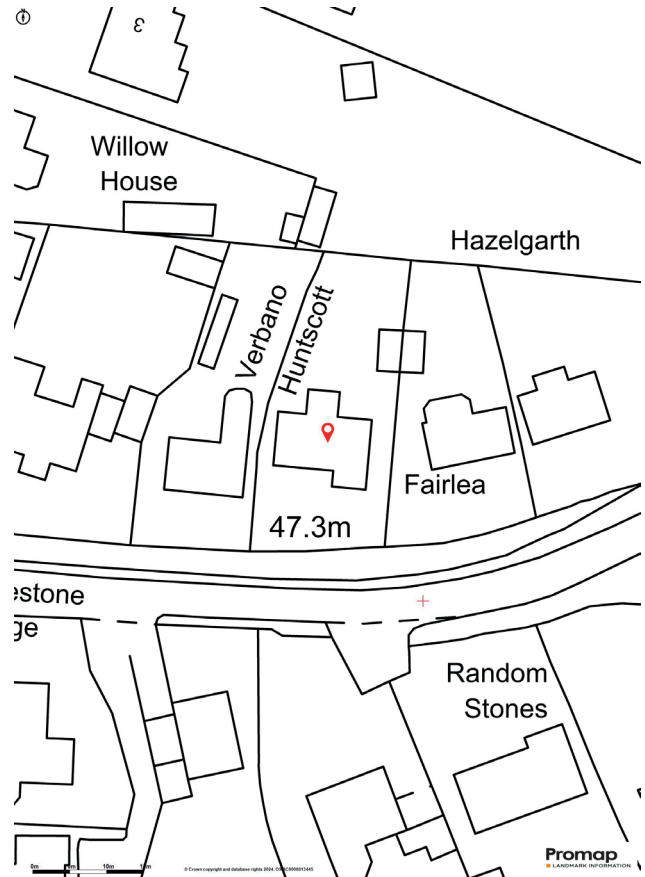 3
Willow
House
Hazelgarth
Verbano
Huntscott
Fairlea
47.3m
estone
ge
Random
Stones
0m
10m
© Crown copyright and database rights 2024.
Promap
LANDMARK INFORMATION